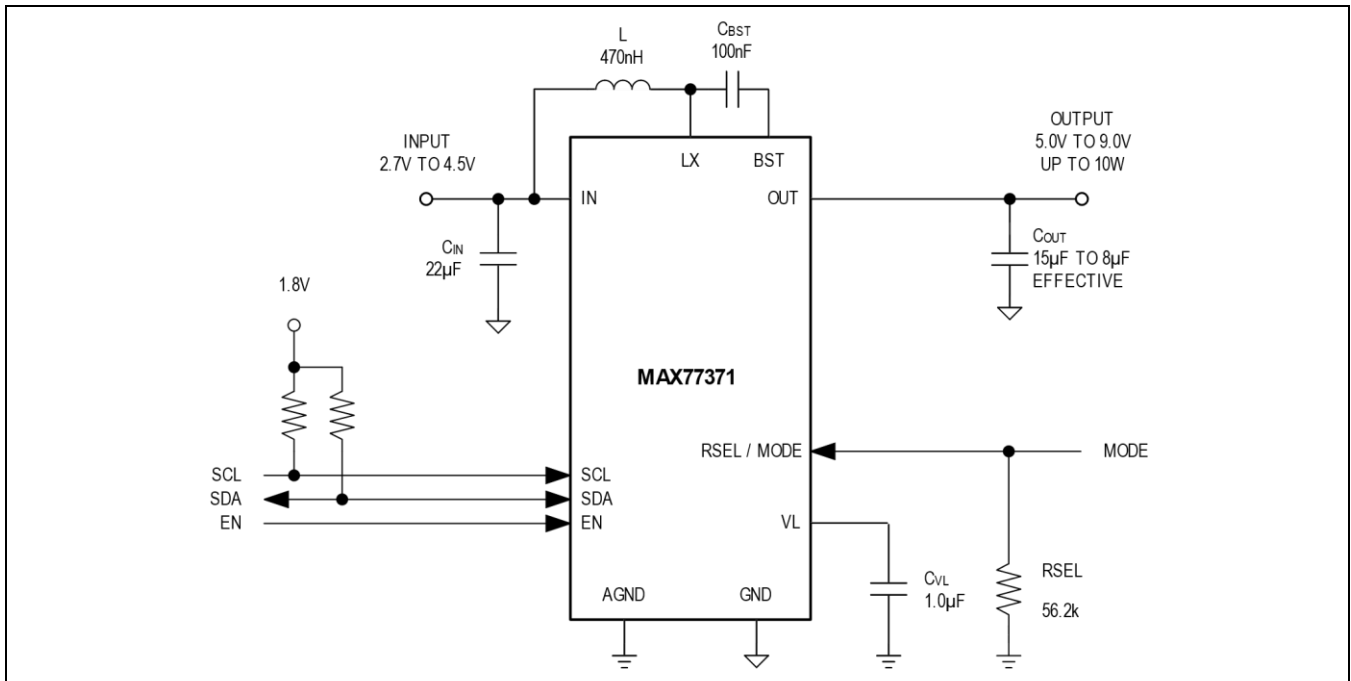 L
470nH
CBST
100nF
INPUT
2.7V TO 4.5V
OUTPUT
5.0V TO 9.0V
UP TO 10W
LX
BST
IN
OUT
CIN
22µF
COUT
15µF TO 8µF
EFFECTIVE
1.8V
MAX77371
RSEL / MODE
MODE
SCL
SCL
SDA
SDA
EN
EN
VL
CVL
1.0µF
RSEL
56.2k
AGND
GND